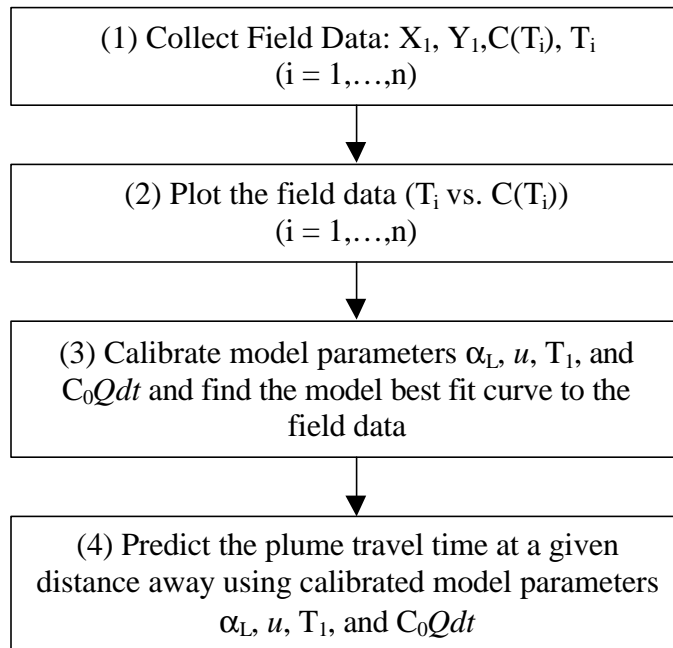 (1) Collect Field Data: X₁, Y₁,C(Tᵢ), Tᵢ
(i = 1,…,n)
(2) Plot the field data (Tᵢ vs. C(Tᵢ))
(i = 1,…,n)
(3) Calibrate model parameters α_L, u, T₁, and
C₀Qdt and find the model best fit curve to the
field data
(4) Predict the plume travel time at a given
distance away using calibrated model parameters
α_L, u, T₁, and C₀Qdt